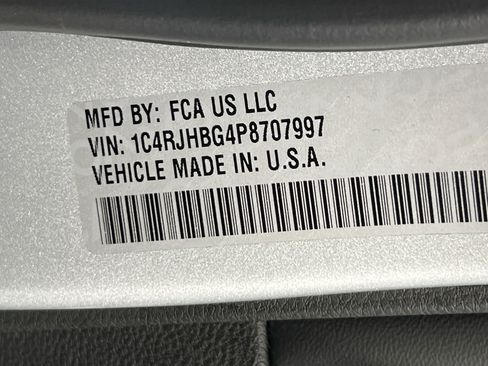 MFD BY: FCA US LLC
VIN: 1C4RJHBG4P8707997
VEHICLE MADE IN: U.S.A.